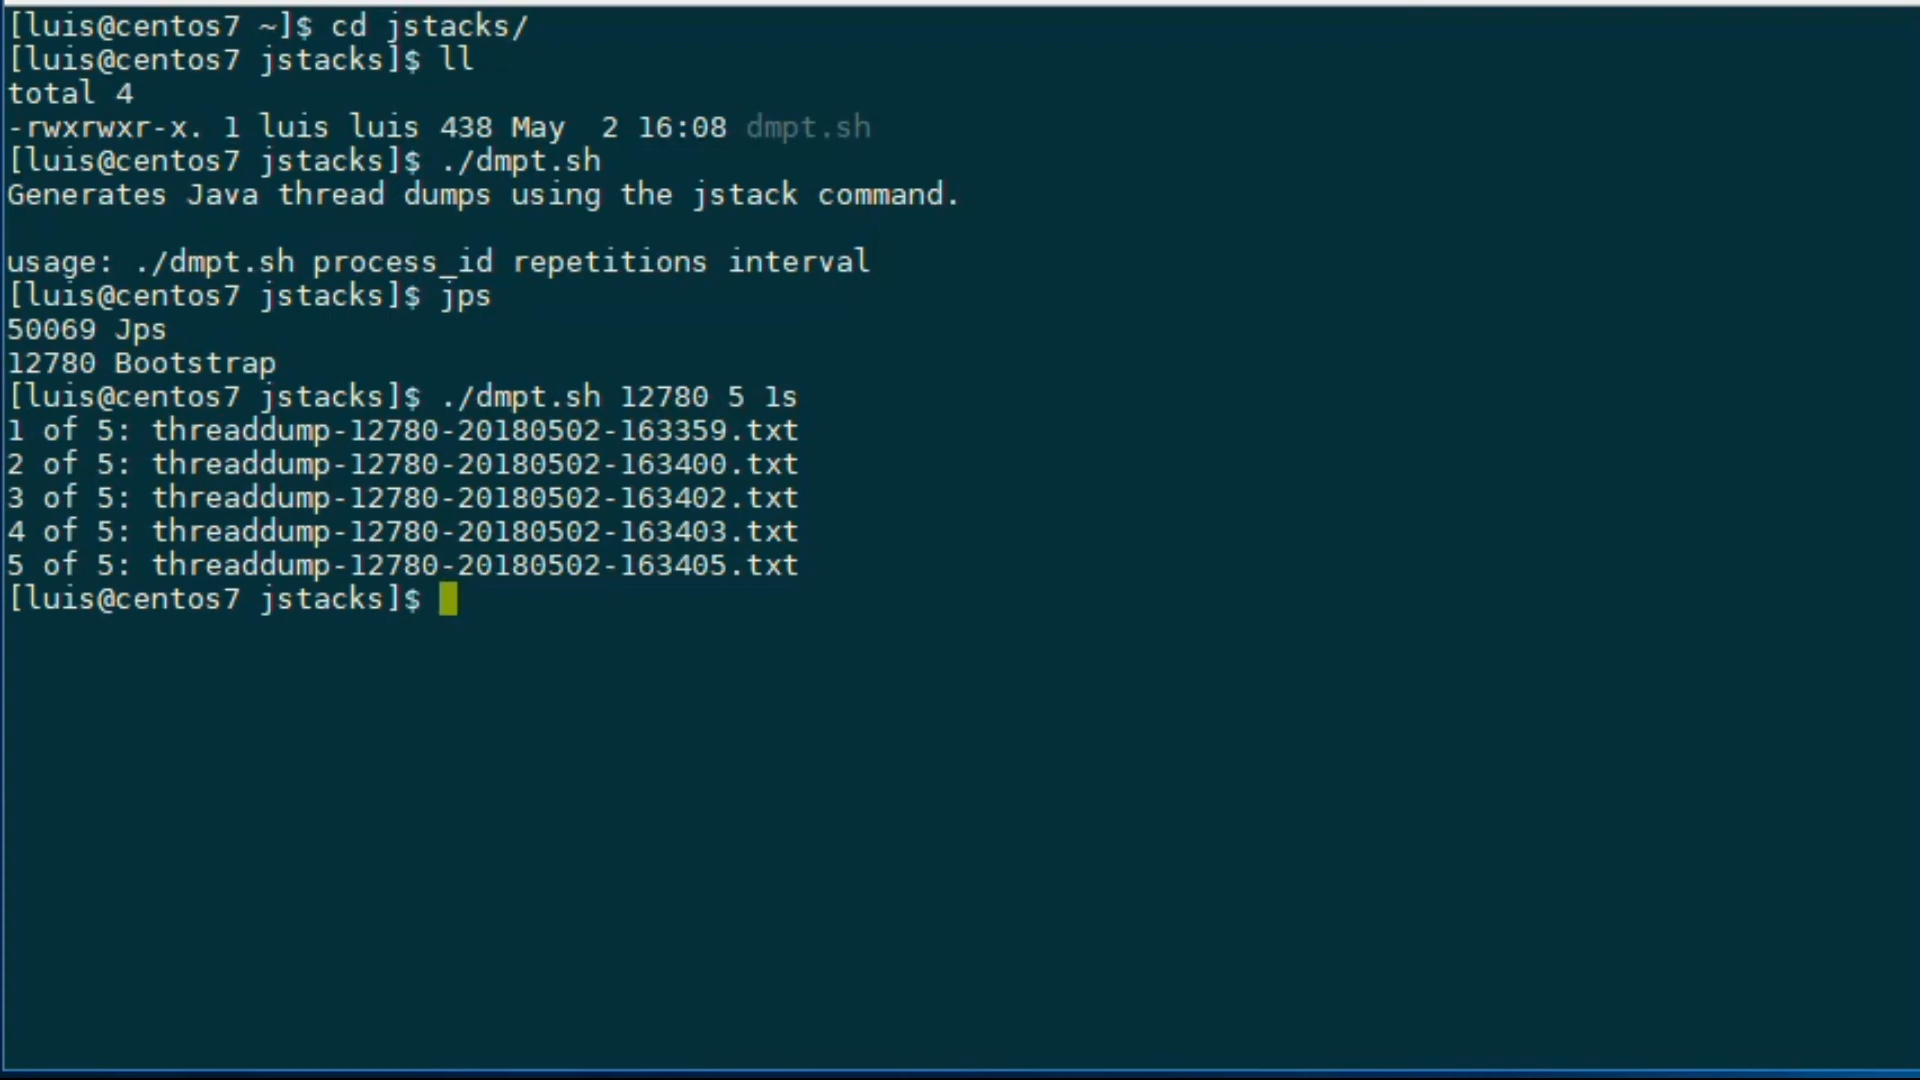 [luis@centos7 ~]$ cd jstacks/
[luis@centos7 jstacks]$ ll
total 4
-rwxrwxr-x. 1 luis luis 438 May  2 16:08 dmpt.sh
[luis@centos7 jstacks]$ ./dmpt.sh
Generates Java thread dumps using the jstack command.

usage: ./dmpt.sh process_id repetitions interval
[luis@centos7 jstacks]$ jps
50069 Jps
12780 Bootstrap
[luis@centos7 jstacks]$ ./dmpt.sh 12780 5 1s
1 of 5: threaddump-12780-20180502-163359.txt
2 of 5: threaddump-12780-20180502-163400.txt
3 of 5: threaddump-12780-20180502-163402.txt
4 of 5: threaddump-12780-20180502-163403.txt
5 of 5: threaddump-12780-20180502-163405.txt
[luis@centos7 jstacks]$